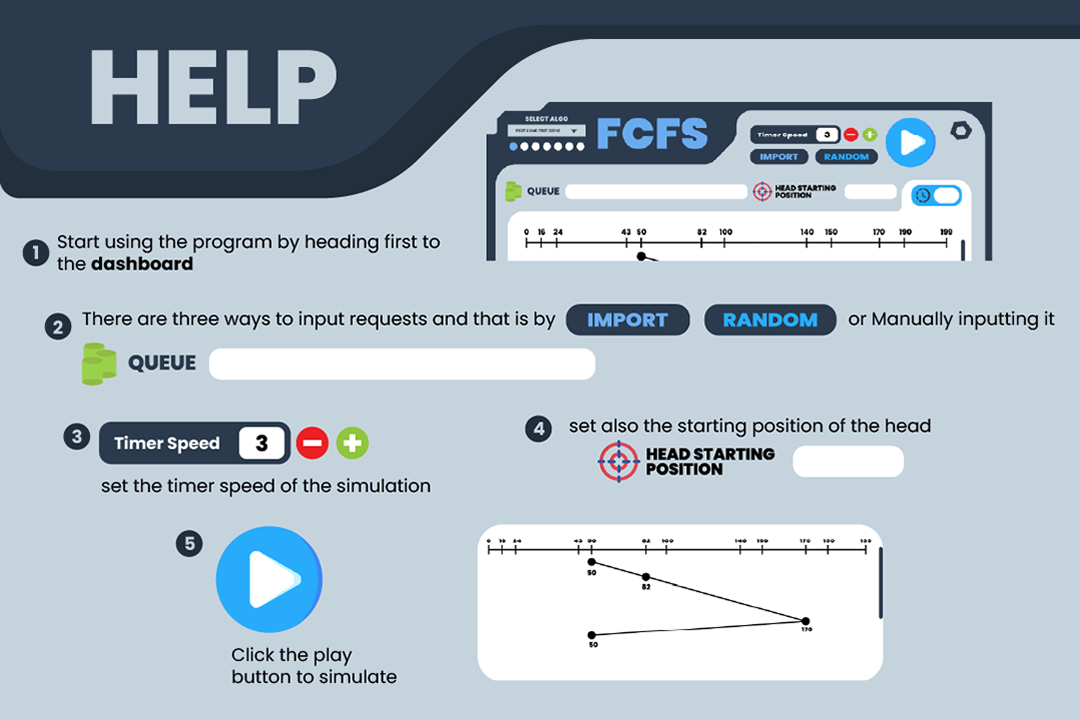 HELP
SELECT ALGO
FIRST COME FIRST SERVE
FCFS
Timer Speed 3
IMPORT RANDOM
QUEUE
HEAD STARTING
POSITION
0 16 24 43 50 82 100 140 150 170 190 199
1 Start using the program by heading first to
the dashboard
2 There are three ways to input requests and that is by IMPORT RANDOM or Manually inputting it
QUEUE
3 Timer Speed 3
set the timer speed of the simulation
4 set also the starting position of the head
HEAD STARTING
POSITION
5
Click the play
button to simulate
0 16 24 43 50 82 100 140 150 170 190 199
50
82
170
50